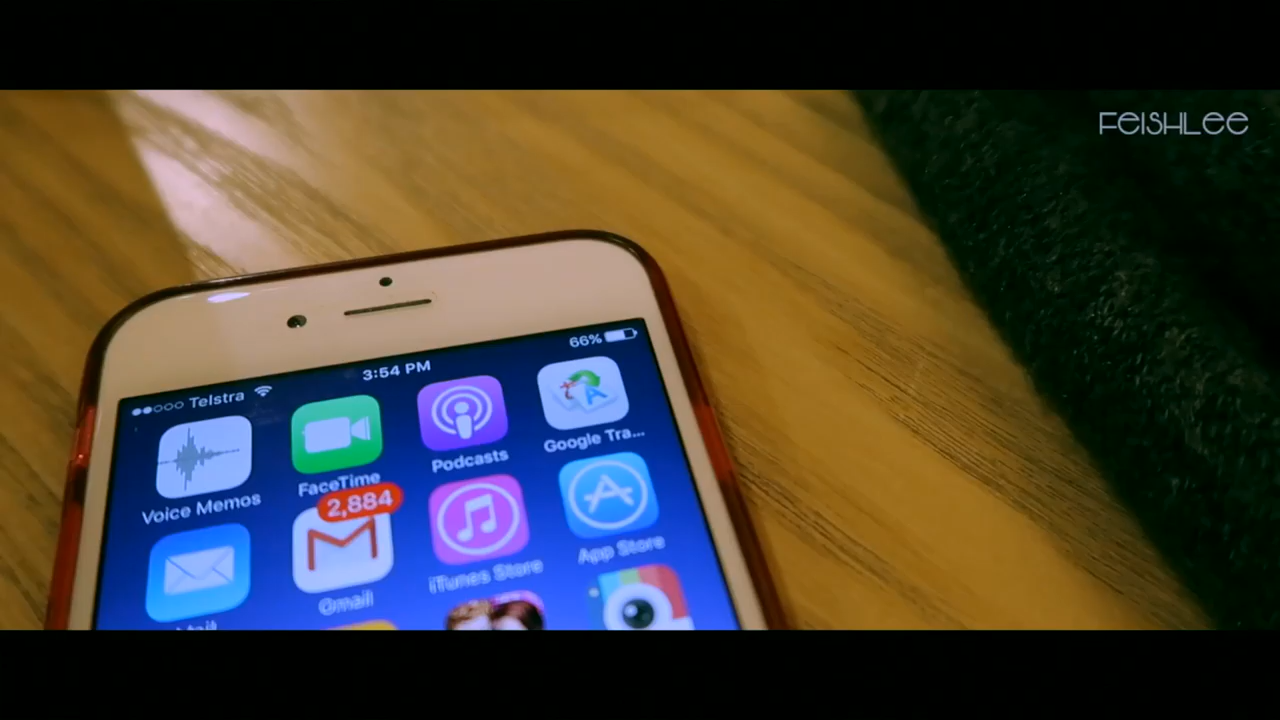 FEISHLEE
Telstra 3:54 PM 66%
Voice Memos FaceTime Podcasts Google Tra...
2,884
Mail Gmail iTunes Store App Store